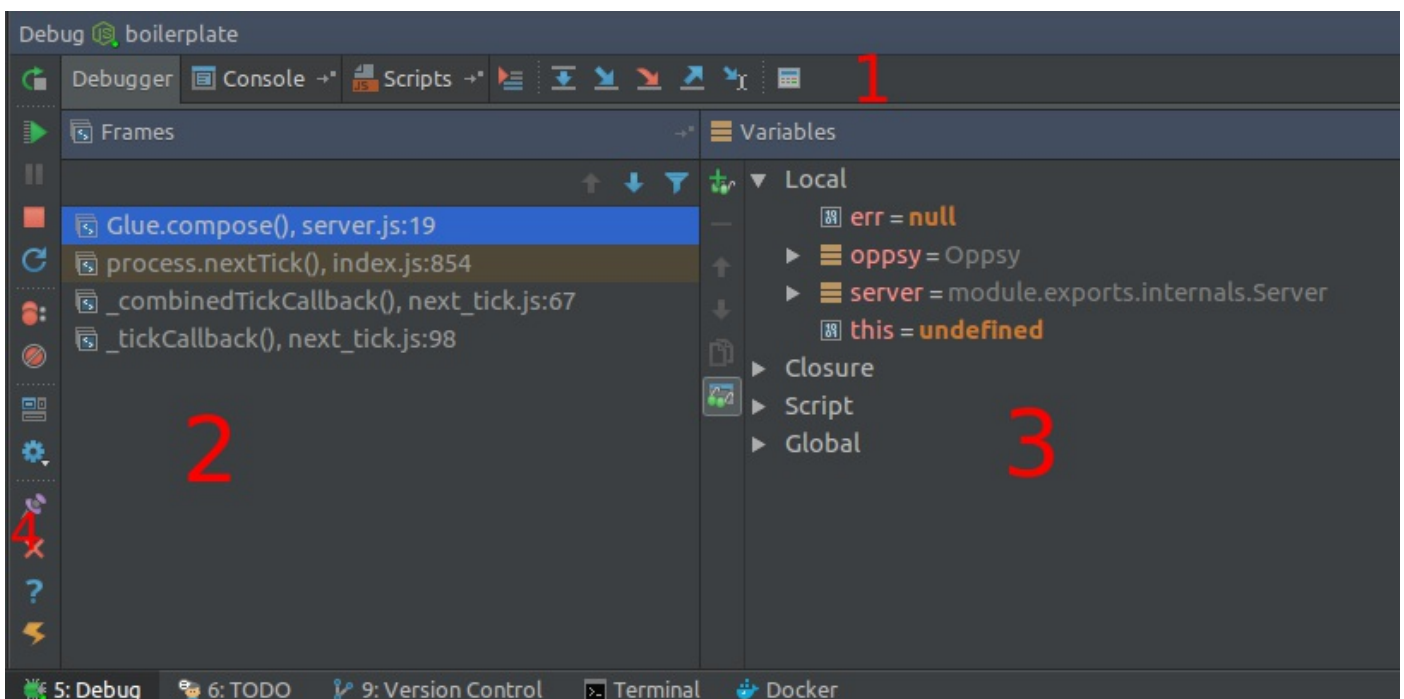 Debug boilerplate
Debugger Console Scripts
1
Frames
Variables
Local
Glue.compose(), server.js:19
err = null
process.nextTick(), index.js:854
oppsy = Oppsy
_combinedTickCallback(), next_tick.js:67
server = module.exports.internals.Server
_tickCallback(), next_tick.js:98
this = undefined
Closure
Script
Global
2
3
4
?
5: Debug 6: TODO 9: Version Control Terminal Docker